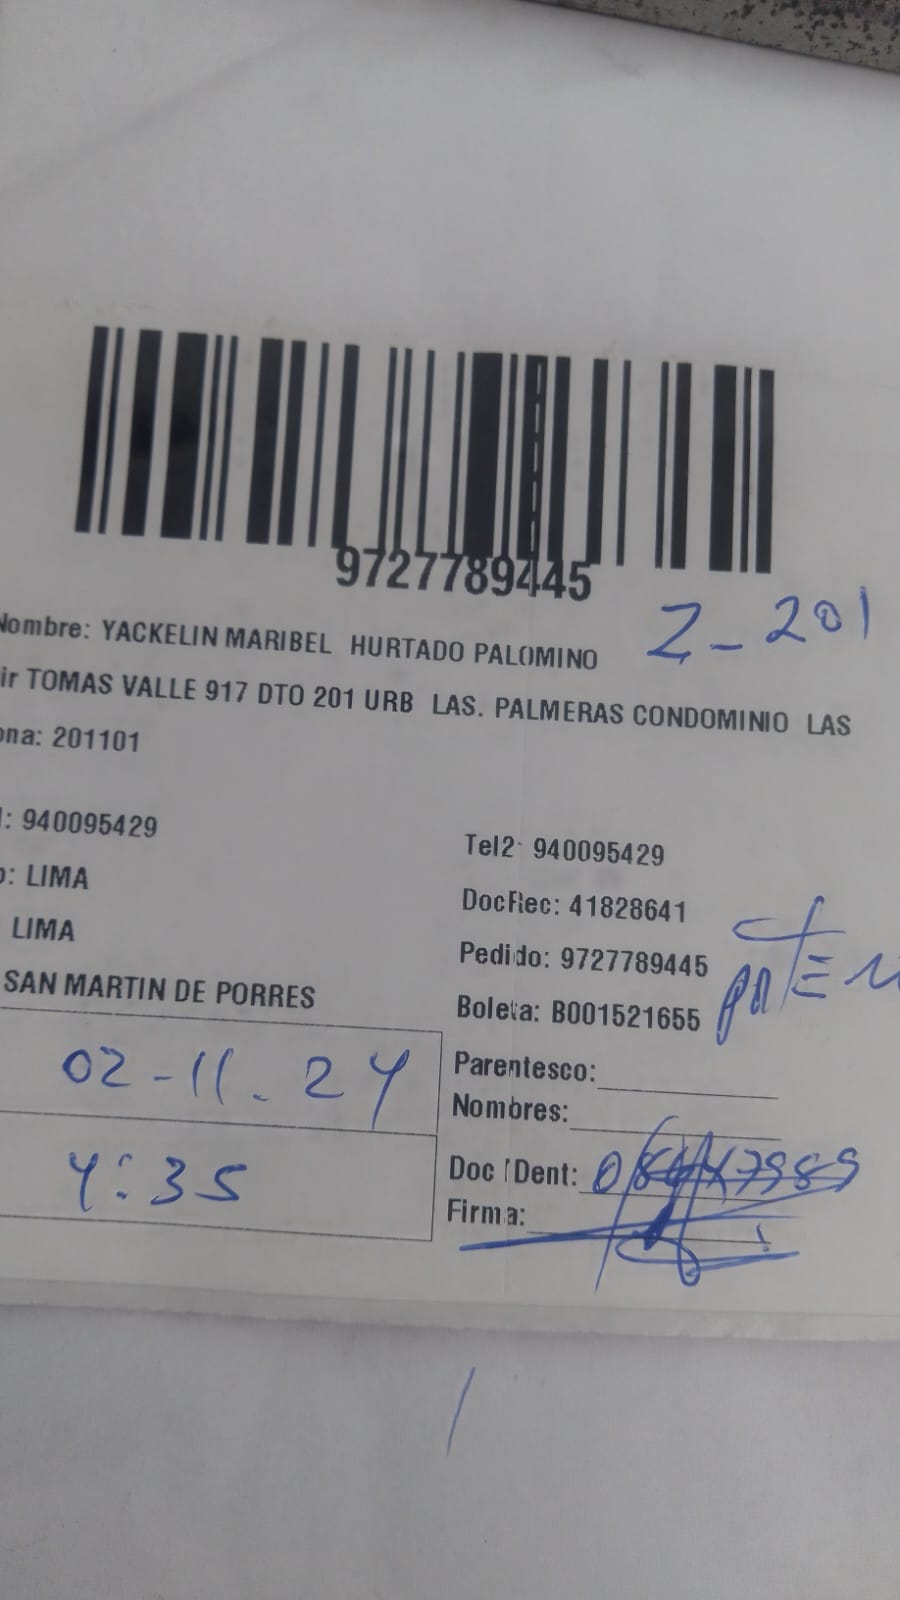 9727789445
Z-201
Nombre: YACKELIN MARIBEL HURTADO PALOMINO
ir TOMAS VALLE 917 DTO 201 URB LAS. PALMERAS CONDOMINIO LAS
ona: 201101
: 940095429
Tel2: 940095429
o: LIMA
DocRec: 41828641
LIMA
Pedido: 9727789445
SAN MARTIN DE PORRES
Boleta: B001521655
02-11.24
Parentesco:
Nombres:
4:35
Doc IDent:
Firma: